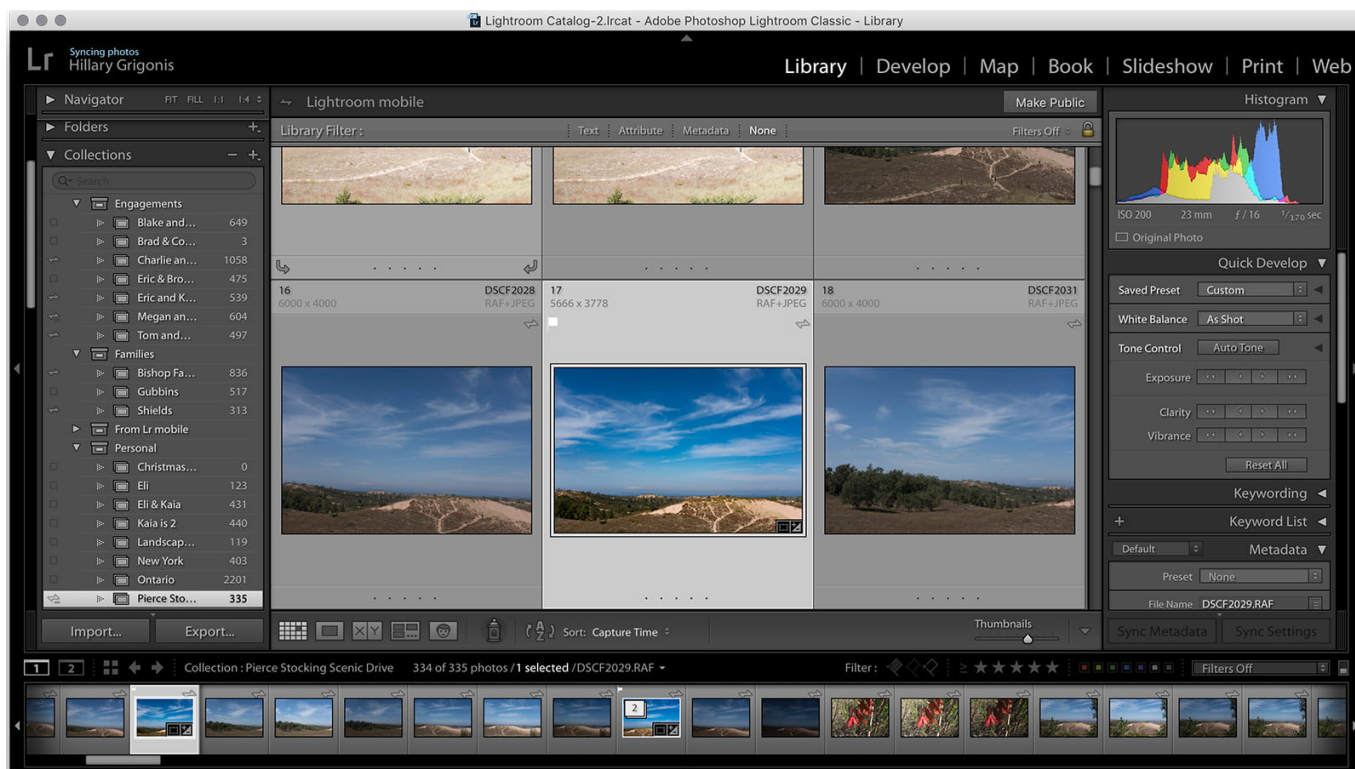 Lightroom Catalog-2.lrcat - Adobe Photoshop Lightroom Classic - Library
Lr
Syncing photos
Hillary Grigonis
Library | Develop | Map | Book | Slideshow | Print | Web
Navigator FIT FILL 1:1 1:4
Folders
Collections
Search
Engagements
Blake and... 649
Brad & Co... 3
Charlie an... 1058
Eric & Bro... 475
Eric and K... 539
Megan an... 604
Tom and... 497
Families
Bishop Fa... 836
Gubbins 517
Shields 313
From Lr mobile
Personal
Christmas... 0
Eli 123
Eli & Kaia 431
Kaia is 2 440
Landscap... 119
New York 403
Ontario 2201
Pierce Sto... 335
Import... Export...
Lightroom mobile Make Public
Library Filter : Text Attribute Metadata None Filters Off
16 DSCF2028
6000 x 4000 RAF+JPEG
17 DSCF2029
5666 x 3778 RAF+JPEG
18 DSCF2031
6000 x 4000 RAF+JPEG
X Y
A Z Sort: Capture Time
Thumbnails
Histogram
ISO 200 23 mm f / 16 1/170 sec
Original Photo
Quick Develop
Saved Preset Custom
White Balance As Shot
Tone Control Auto Tone
Exposure
Clarity
Vibrance
Reset All
Keywording
+ Keyword List
Default Metadata
Preset None
File Name DSCF2029.RAF
Sync Metadata Sync Settings
1 2 Collection : Pierce Stocking Scenic Drive 334 of 335 photos / 1 selected / DSCF2029.RAF Filter : ≥ Filters Off
2